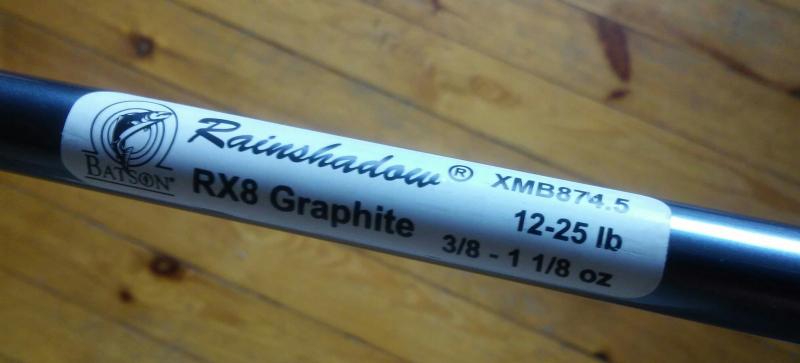 BATSON
Rainshadow® XMB874.5
RX8 Graphite 12-25 lb
3/8 - 1 1/8 oz